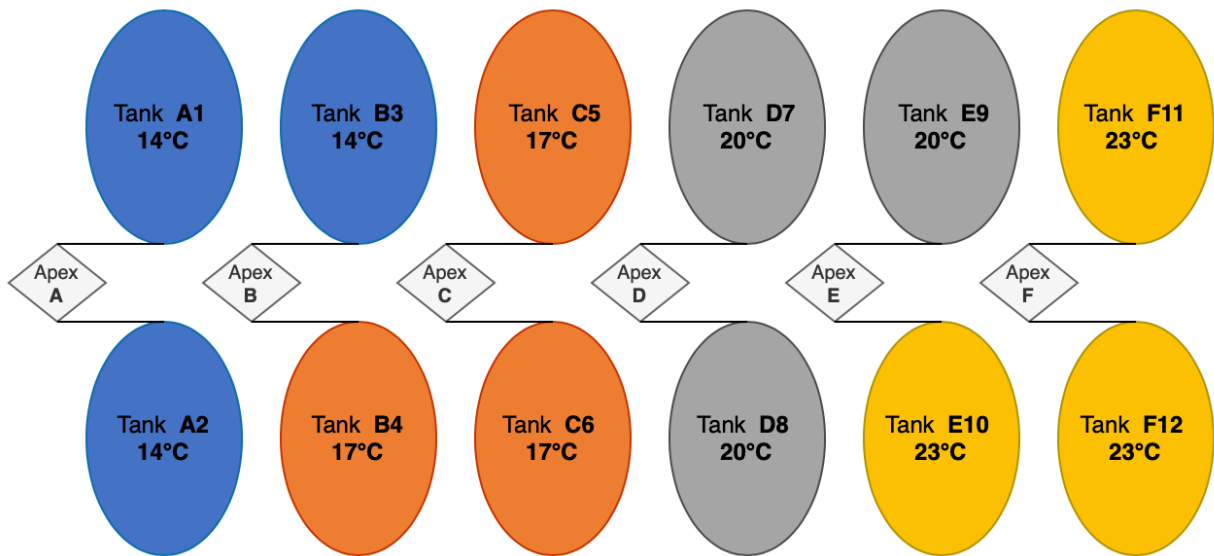 Tank A1
14°C
Tank B3
14°C
Tank C5
17°C
Tank D7
20°C
Tank E9
20°C
Tank F11
23°C
Apex
A
Apex
B
Apex
C
Apex
D
Apex
E
Apex
F
Tank A2
14°C
Tank B4
17°C
Tank C6
17°C
Tank D8
20°C
Tank E10
23°C
Tank F12
23°C